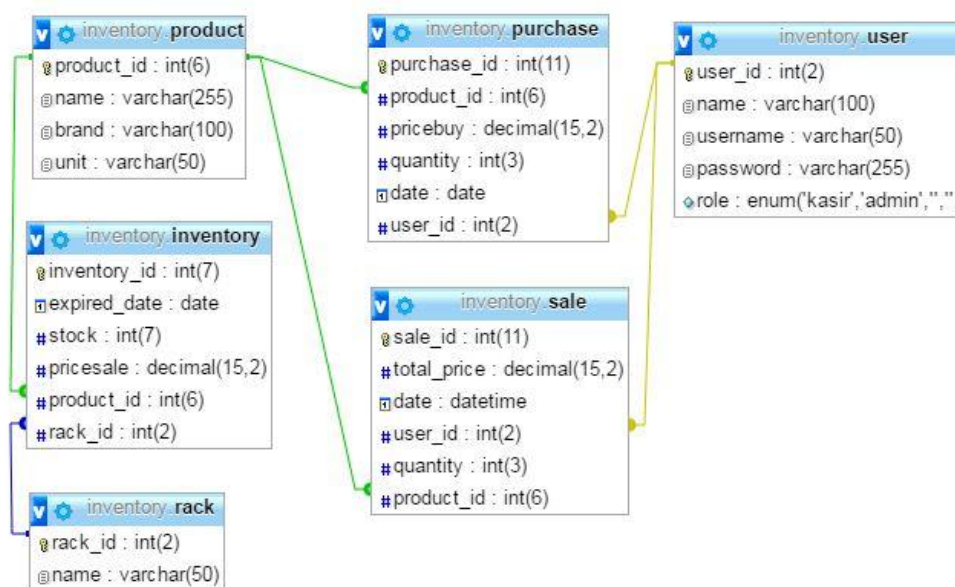 inventory.product
product_id : int(6)
name : varchar(255)
brand : varchar(100)
unit : varchar(50)
inventory.purchase
purchase_id : int(11)
product_id : int(6)
pricebuy : decimal(15,2)
quantity : int(3)
date : date
user_id : int(2)
inventory.user
user_id : int(2)
name : varchar(100)
username : varchar(50)
password : varchar(255)
role : enum('kasir','admin','','
inventory.inventory
inventory_id : int(7)
expired_date : date
stock : int(7)
pricesale : decimal(15,2)
product_id : int(6)
rack_id : int(2)
inventory.sale
sale_id : int(11)
total_price : decimal(15,2)
date : datetime
user_id : int(2)
quantity : int(3)
product_id : int(6)
inventory.rack
rack_id : int(2)
name : varchar(50)